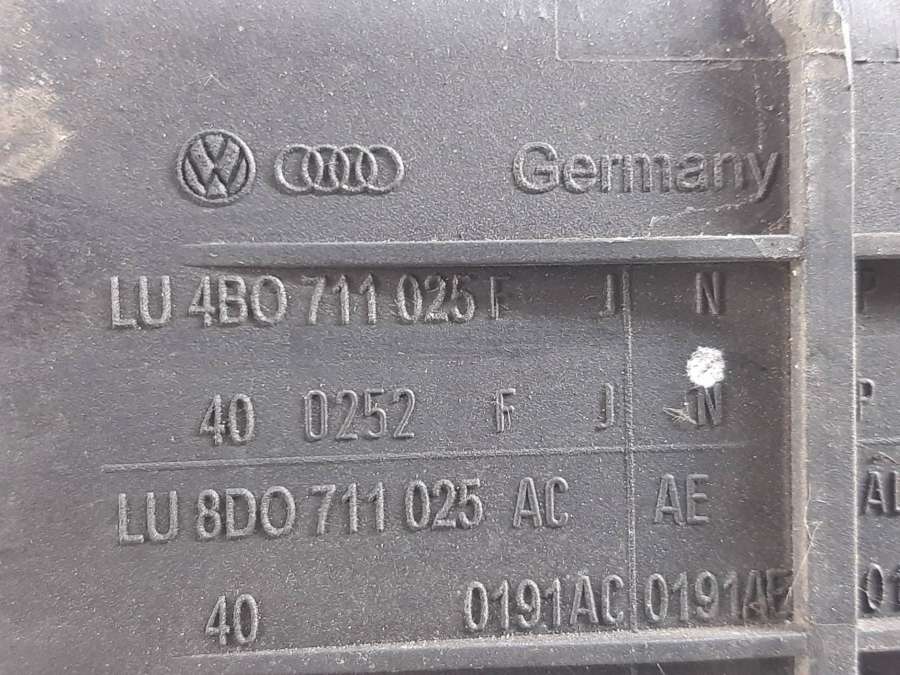 Germany
LU 4B0 711 025 F J N P
40 0252 F J N P
LU 8D0 711 025 AC AE
40 0191AC 0191AE